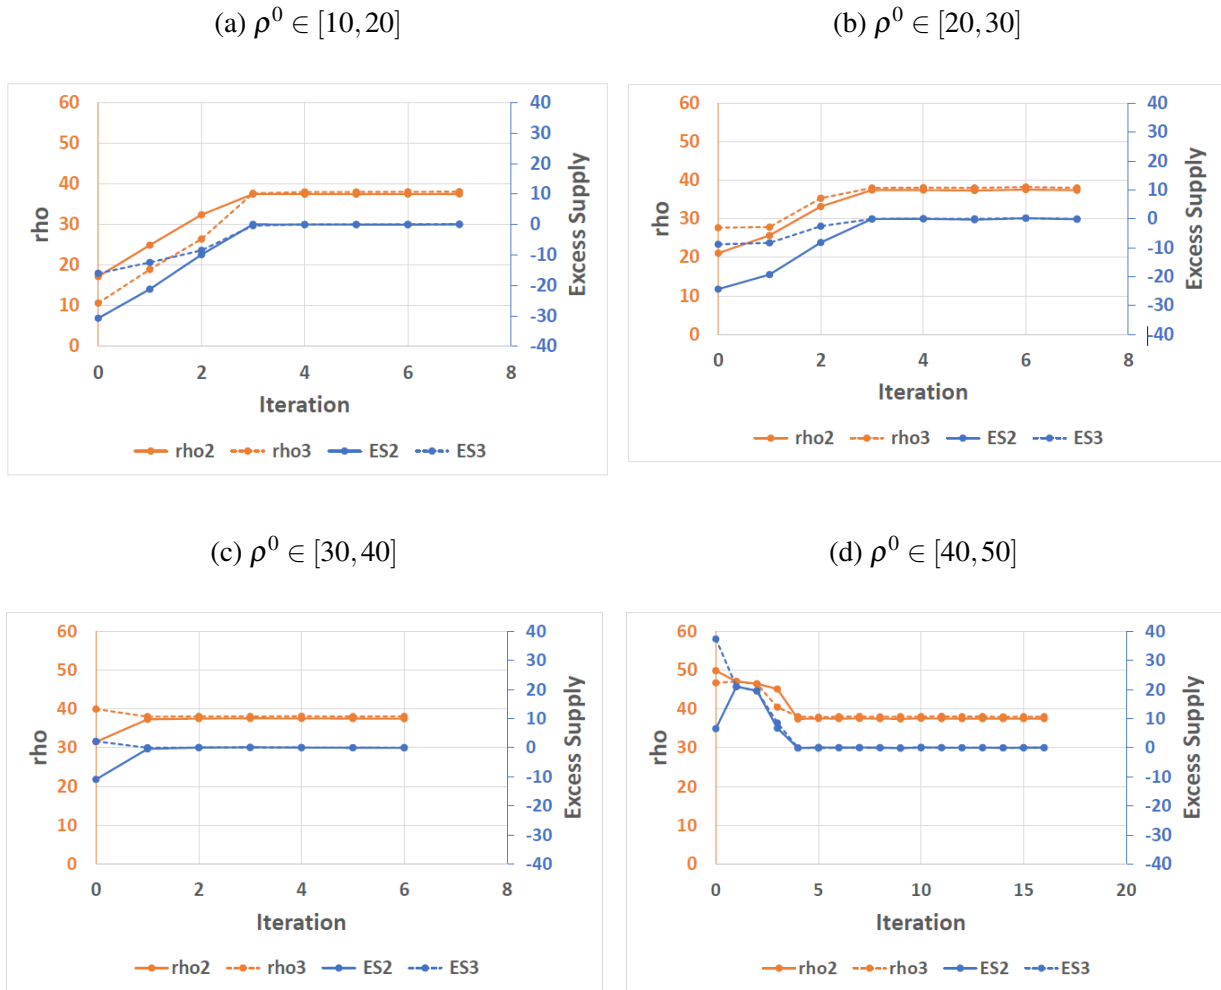 (a) ρ⁰ ∈ [10,20]
60
50
40
30
20
10
0
rho
40
30
20
10
0
-10
-20
-30
-40
Excess Supply
0 2 4 6 8
Iteration
rho2 rho3 ES2 ES3
(b) ρ⁰ ∈ [20,30]
60
50
40
30
20
10
0
rho
40
30
20
10
0
-10
-20
-30
-40
Excess Supply
0 2 4 6 8
Iteration
rho2 rho3 ES2 ES3
(c) ρ⁰ ∈ [30,40]
60
50
40
30
20
10
0
rho
40
30
20
10
0
-10
-20
-30
-40
Excess Supply
0 2 4 6 8
Iteration
rho2 rho3 ES2 ES3
(d) ρ⁰ ∈ [40,50]
60
50
40
30
20
10
0
rho
40
30
20
10
0
-10
-20
-30
-40
Excess Supply
0 5 10 15 20
Iteration
rho2 rho3 ES2 ES3